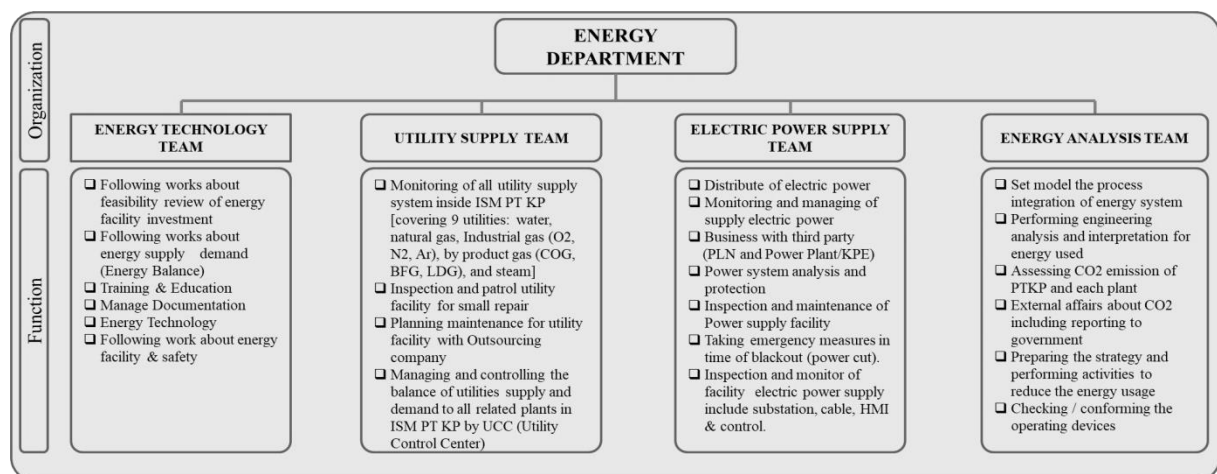 Organization
ENERGY
DEPARTMENT
ENERGY TECHNOLOGY
TEAM
UTILITY SUPPLY TEAM
ELECTRIC POWER SUPPLY
TEAM
ENERGY ANALYSIS TEAM
Function
❑ Following works about
feasibility review of energy
facility investment
❑ Following works about
energy supply demand
(Energy Balance)
❑ Training & Education
❑ Manage Documentation
❑ Energy Technology
❑ Following work about energy
facility & safety
❑ Monitoring of all utility supply
system inside ISM PT KP
[covering 9 utilities: water,
natural gas, Industrial gas (O2,
N2, Ar), by product gas (COG,
BFG, LDG), and steam]
❑ Inspection and patrol utility
facility for small repair
❑ Planning maintenance for utility
facility with Outsourcing
company
❑ Managing and controlling the
balance of utilities supply and
demand to all related plants in
ISM PT KP by UCC (Utility
Control Center)
❑ Distribute of electric power
❑ Monitoring and managing of
supply electric power
❑ Business with third party
(PLN and Power Plant/KPE)
❑ Power system analysis and
protection
❑ Inspection and maintenance of
Power supply facility
❑ Taking emergency measures in
time of blackout (power cut).
❑ Inspection and monitor of
facility electric power supply
include substation, cable, HMI
& control.
❑ Set model the process
integration of energy system
❑ Performing engineering
analysis and interpretation for
energy used
❑ Assessing CO2 emission of
PTKP and each plant
❑ External affairs about CO2
including reporting to
government
❑ Preparing the strategy and
performing activities to
reduce the energy usage
❑ Checking / conforming the
operating devices